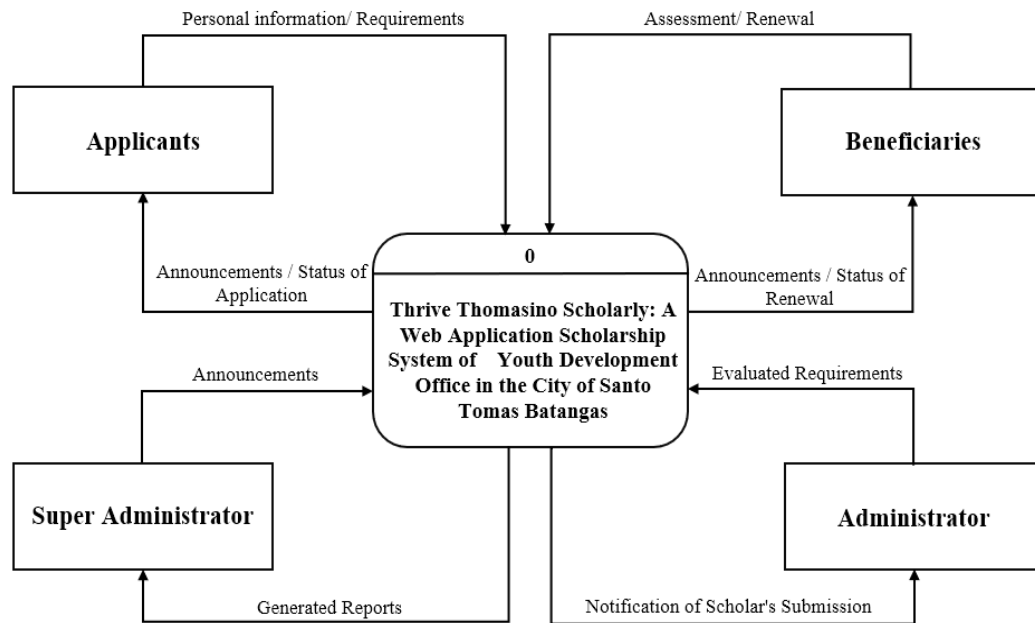 Personal information/ Requirements
Assessment/ Renewal
Applicants
Beneficiaries
0
Announcements / Status of
Application
Announcements / Status of
Renewal
Thrive Thomasino Scholarly: A
Web Application Scholarship
System of Youth Development
Office in the City of Santo
Tomas Batangas
Announcements
Evaluated Requirements
Super Administrator
Administrator
Generated Reports
Notification of Scholar's Submission